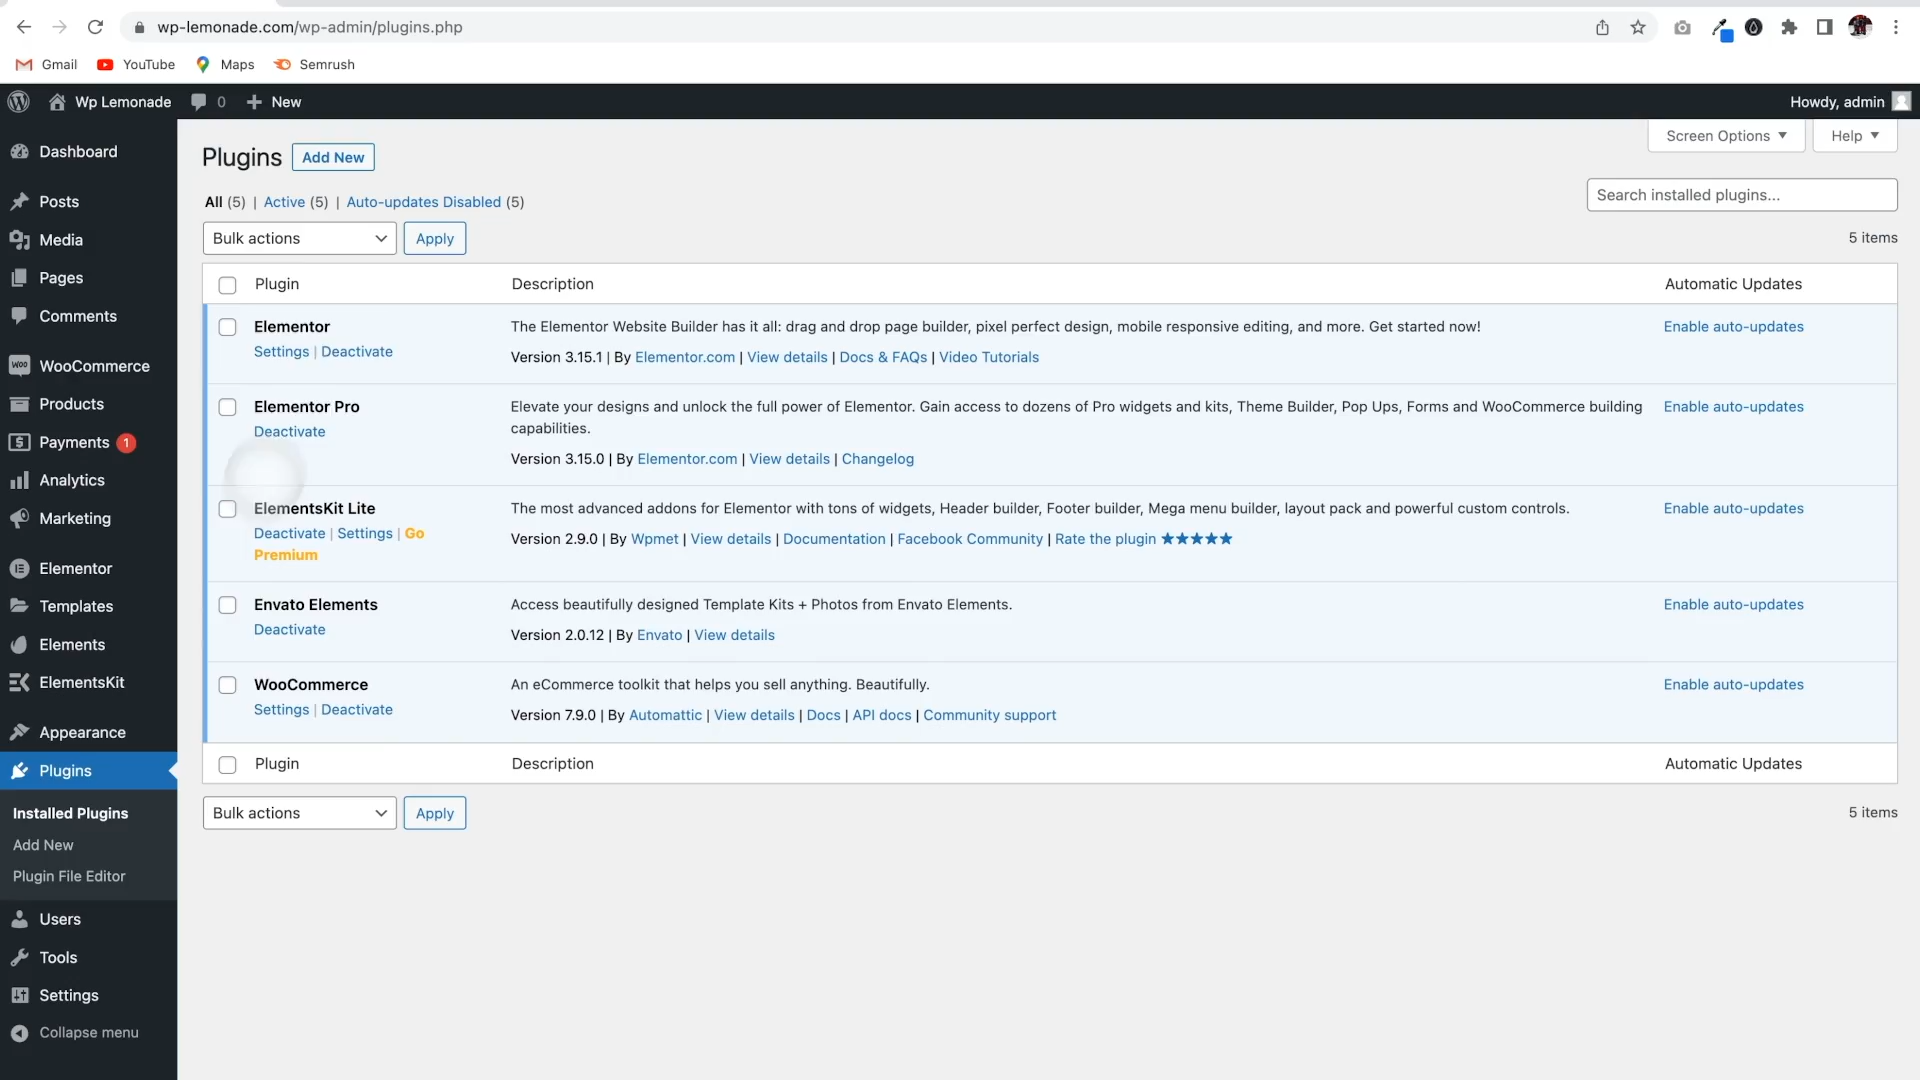 wp-lemonade.com/wp-admin/plugins.php
Gmail YouTube Maps Semrush
Wp Lemonade 0 New Howdy, admin
Dashboard
Posts
Media
Pages
Comments
WOO WooCommerce
Products
Payments 1
Analytics
Marketing
Elementor
Templates
Elements
ElementsKit
Appearance
Plugins
Installed Plugins
Add New
Plugin File Editor
Users
Tools
Settings
Collapse menu
Screen Options Help
Plugins Add New
All (5) | Active (5) | Auto-updates Disabled (5)
Search installed plugins...
Bulk actions Apply 5 items
Plugin Description Automatic Updates
Elementor The Elementor Website Builder has it all: drag and drop page builder, pixel perfect design, mobile responsive editing, and more. Get started now! Enable auto-updates
Settings | Deactivate Version 3.15.1 | By Elementor.com | View details | Docs & FAQs | Video Tutorials
Elementor Pro Elevate your designs and unlock the full power of Elementor. Gain access to dozens of Pro widgets and kits, Theme Builder, Pop Ups, Forms and WooCommerce building Enable auto-updates
Deactivate capabilities.
Version 3.15.0 | By Elementor.com | View details | Changelog
ElementsKit Lite The most advanced addons for Elementor with tons of widgets, Header builder, Footer builder, Mega menu builder, layout pack and powerful custom controls. Enable auto-updates
Deactivate | Settings | Go Version 2.9.0 | By Wpmet | View details | Documentation | Facebook Community | Rate the plugin ★★★★★
Premium
Envato Elements Access beautifully designed Template Kits + Photos from Envato Elements. Enable auto-updates
Deactivate Version 2.0.12 | By Envato | View details
WooCommerce An eCommerce toolkit that helps you sell anything. Beautifully. Enable auto-updates
Settings | Deactivate Version 7.9.0 | By Automattic | View details | Docs | API docs | Community support
Plugin Description Automatic Updates
Bulk actions Apply 5 items